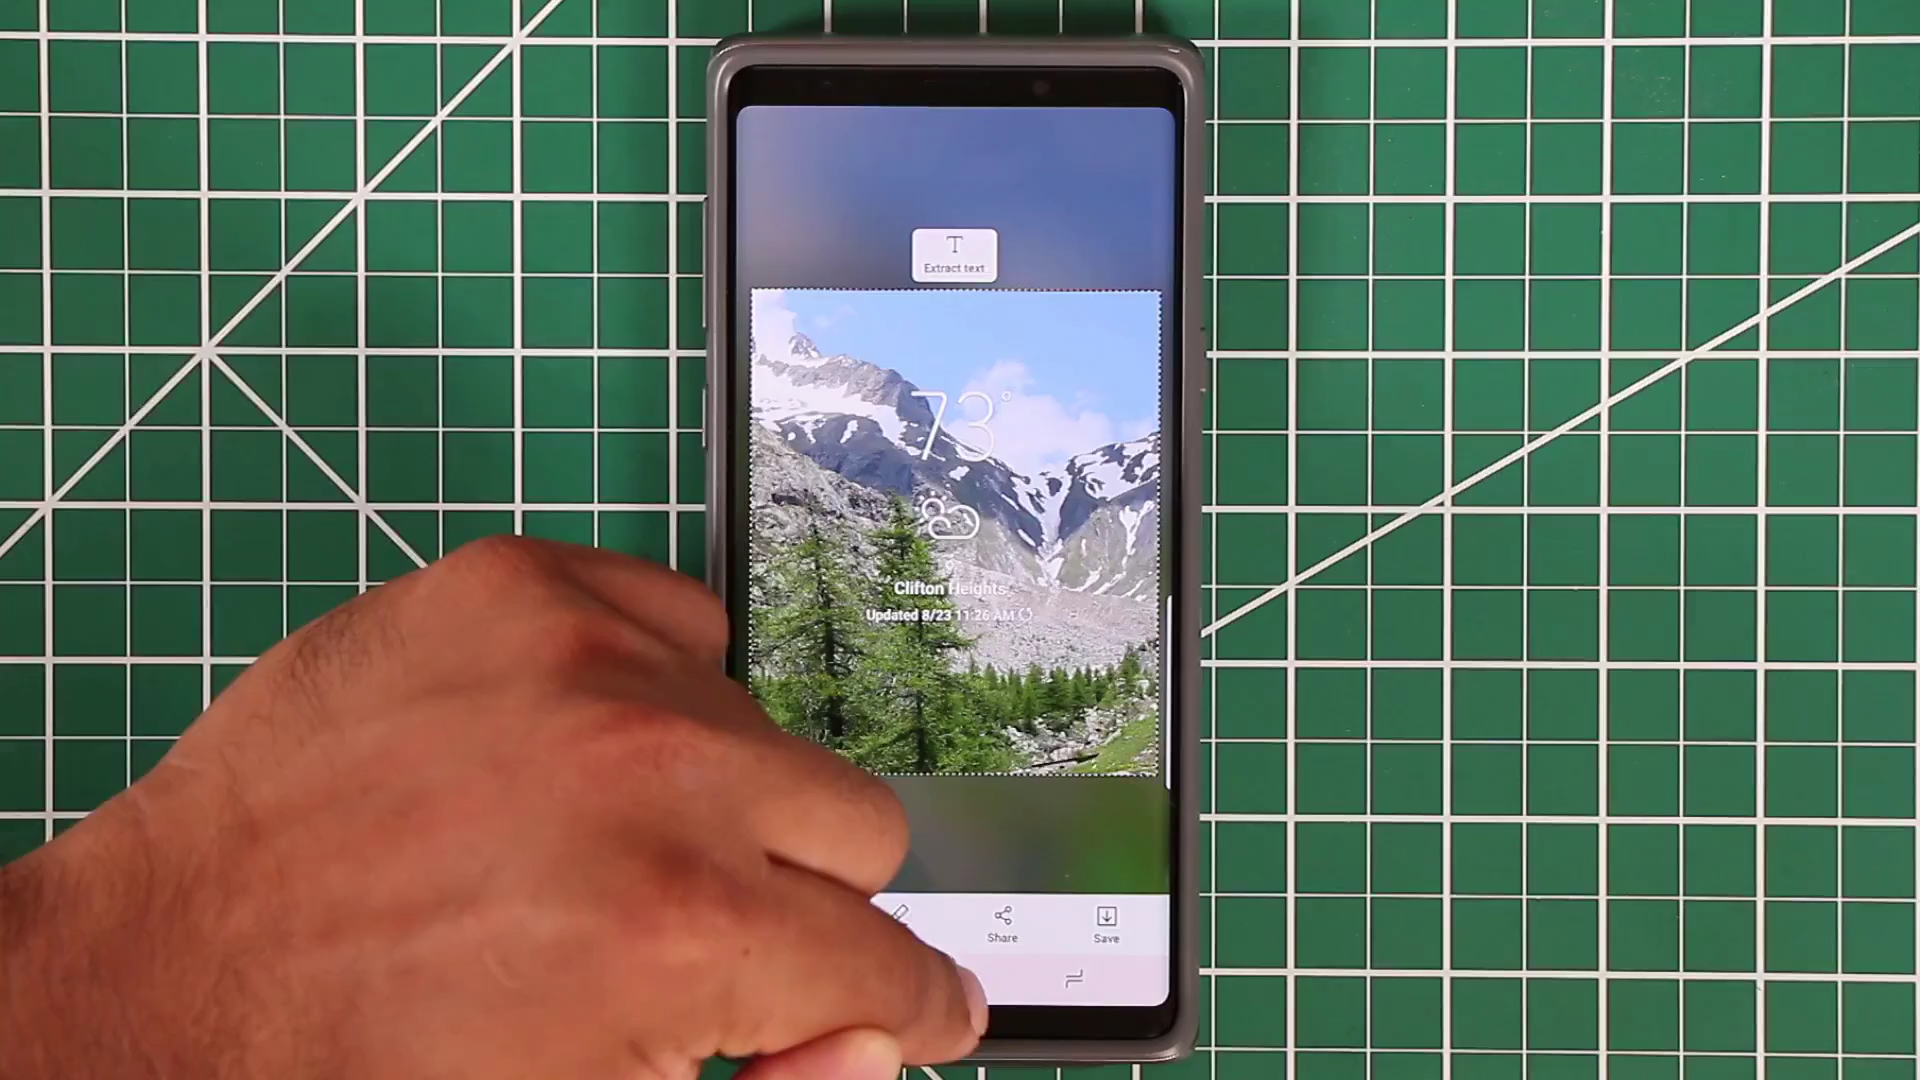 T
Extract text
73°
Clifton Heights
Updated 8/23 11:26 AM
Share
Save